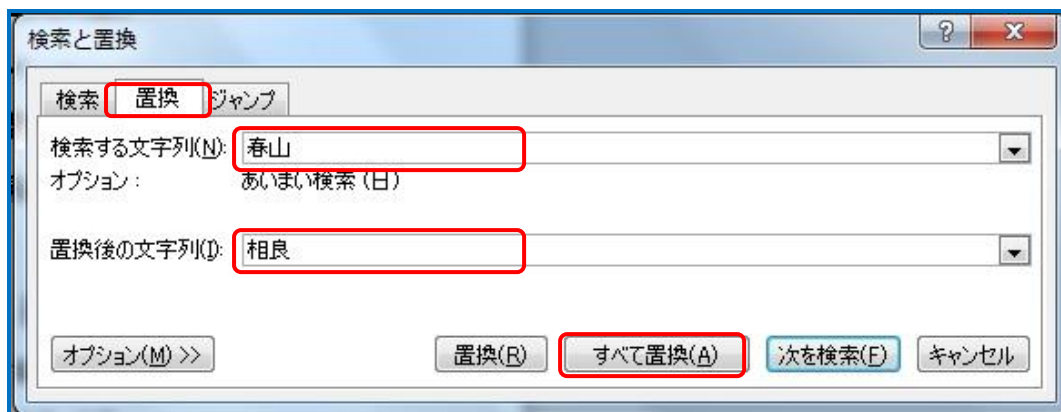 検索と置換
検索 置換 ジャンプ
検索する文字列(N): 春山
オプション : あいまい検索 (日)
置換後の文字列(I): 相良
オプション(M) >> 置換(R) すべて置換(A) 次を検索(F) キャンセル